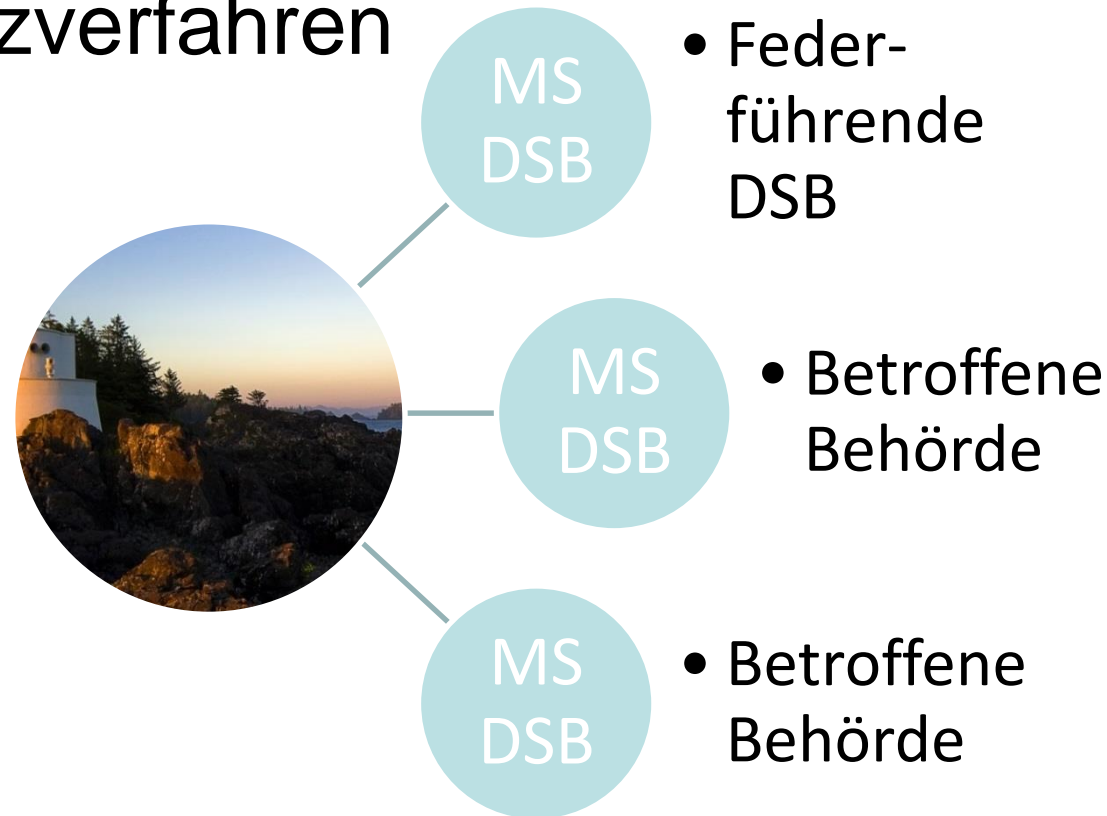 zverfahren
MS
DSB
• Feder-
führende
DSB
MS
DSB
• Betroffene
Behörde
MS
DSB
• Betroffene
Behörde